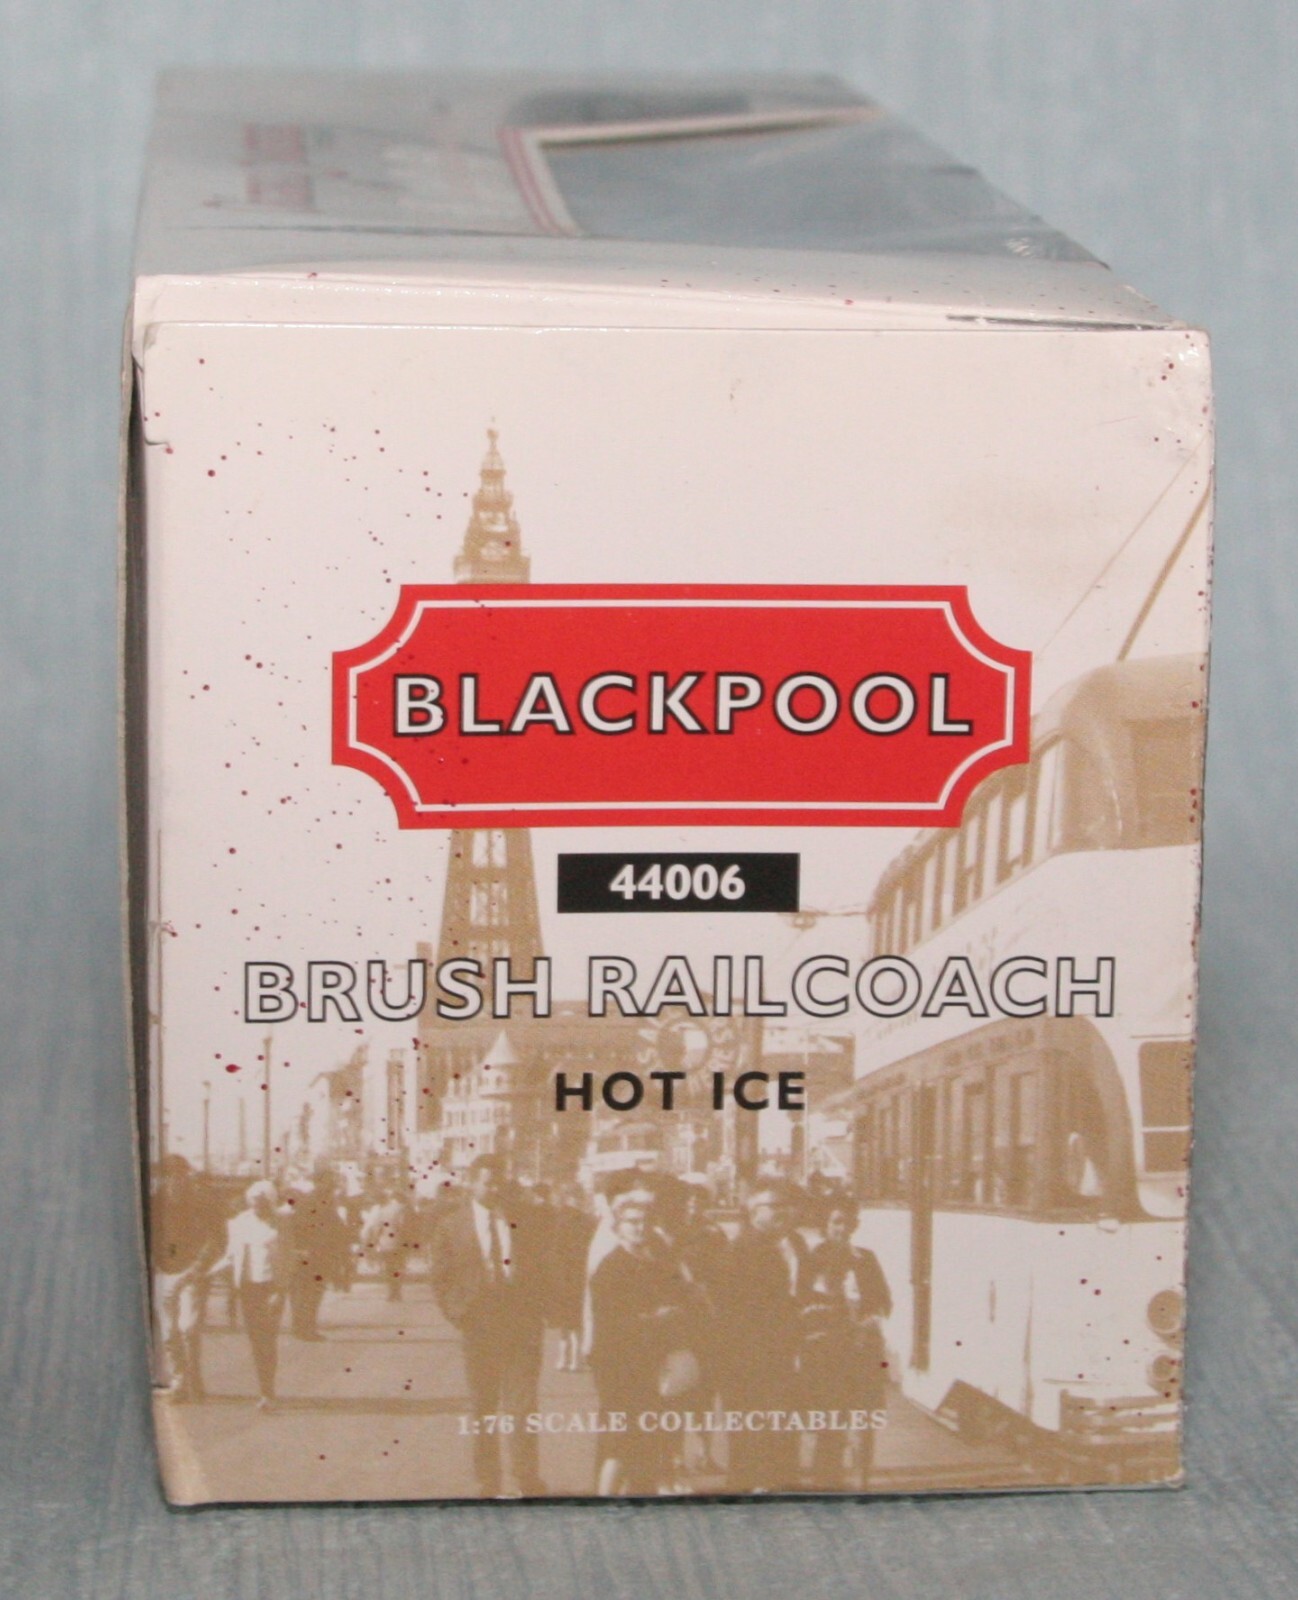 BLACKPOOL
44006
BRUSH RAILCOACH
HOT ICE
1:76 SCALE COLLECTABLES